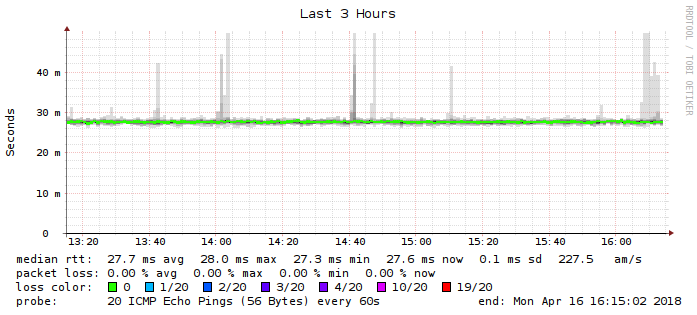 Last 3 Hours
RRDTOOL / TOBI OETIKER
Seconds
40 m
30 m
20 m
10 m
0
13:20 13:40 14:00 14:20 14:40 15:00 15:20 15:40 16:00
median rtt: 27.7 ms avg 28.0 ms max 27.3 ms min 27.6 ms now 0.1 ms sd 227.5 am/s
packet loss: 0.00 % avg 0.00 % max 0.00 % min 0.00 % now
loss color: 0 1/20 2/20 3/20 4/20 10/20 19/20
probe: 20 ICMP Echo Pings (56 Bytes) every 60s end: Mon Apr 16 16:15:02 2018